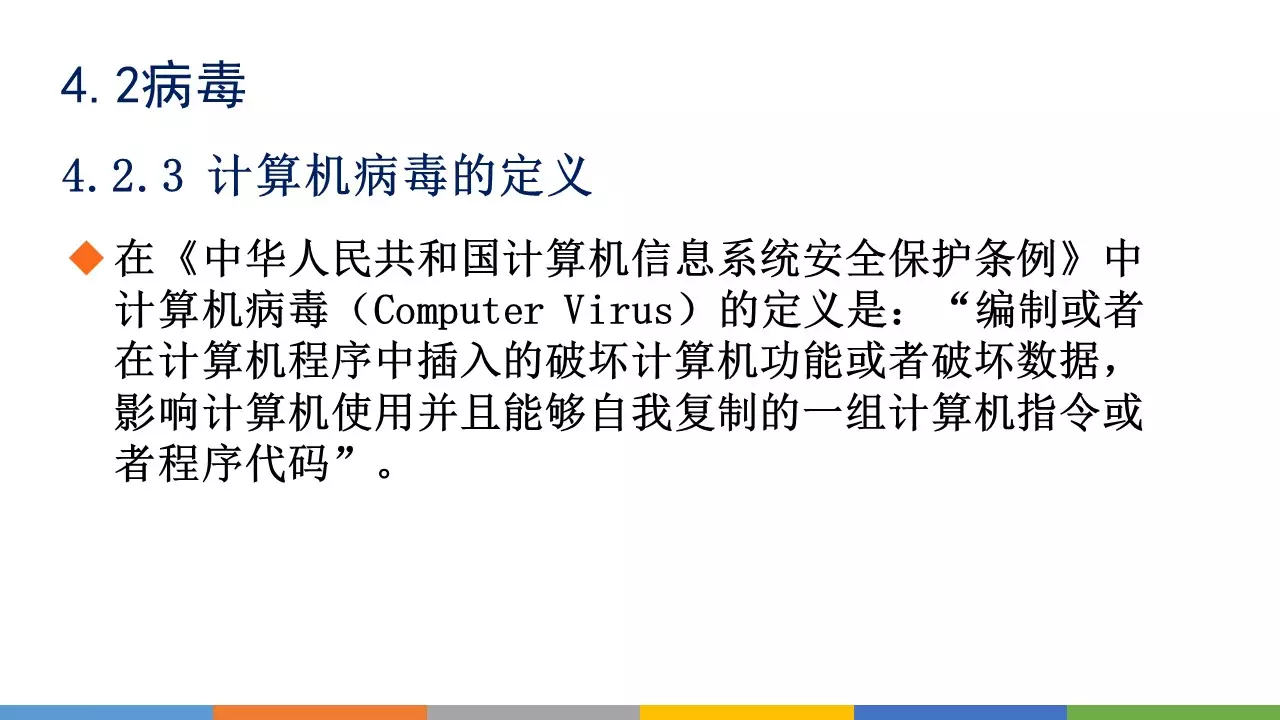 4.2病毒
4.2.3 计算机病毒的定义
在《中华人民共和国计算机信息系统安全保护条例》中
计算机病毒（Computer Virus）的定义是：“编制或者
在计算机程序中插入的破坏计算机功能或者破坏数据，
影响计算机使用并且能够自我复制的一组计算机指令或
者程序代码”。